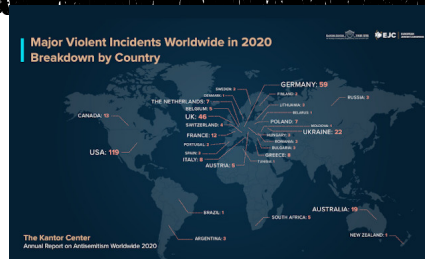 Major Violent Incidents Worldwide in 2020
Breakdown by Country
EJC
GERMANY: 59
SWEDEN: 3
FINLAND: 2
DENMARK: 1
RUSSIA: 3
THE NETHERLANDS: 7
LITHUANIA: 2
BELGIUM: 5
BELARUS: 1
CANADA: 13
UK: 46
POLAND: 7
SWITZERLAND: 4
MOLDOVA: 1
UKRAINE: 22
FRANCE: 12
HUNGARY: 2
PORTUGAL: 2
ROMANIA: 3
USA: 119
BULGARIA: 3
SPAIN: 3
GREECE: 8
ITALY: 8
TUNISIA: 1
AUSTRIA: 5
BRAZIL: 1
AUSTRALIA: 19
SOUTH AFRICA: 5
The Kantor Center
NEW ZEALAND: 1
ARGENTINA: 3
Annual Report on Antisemitism Worldwide 2020